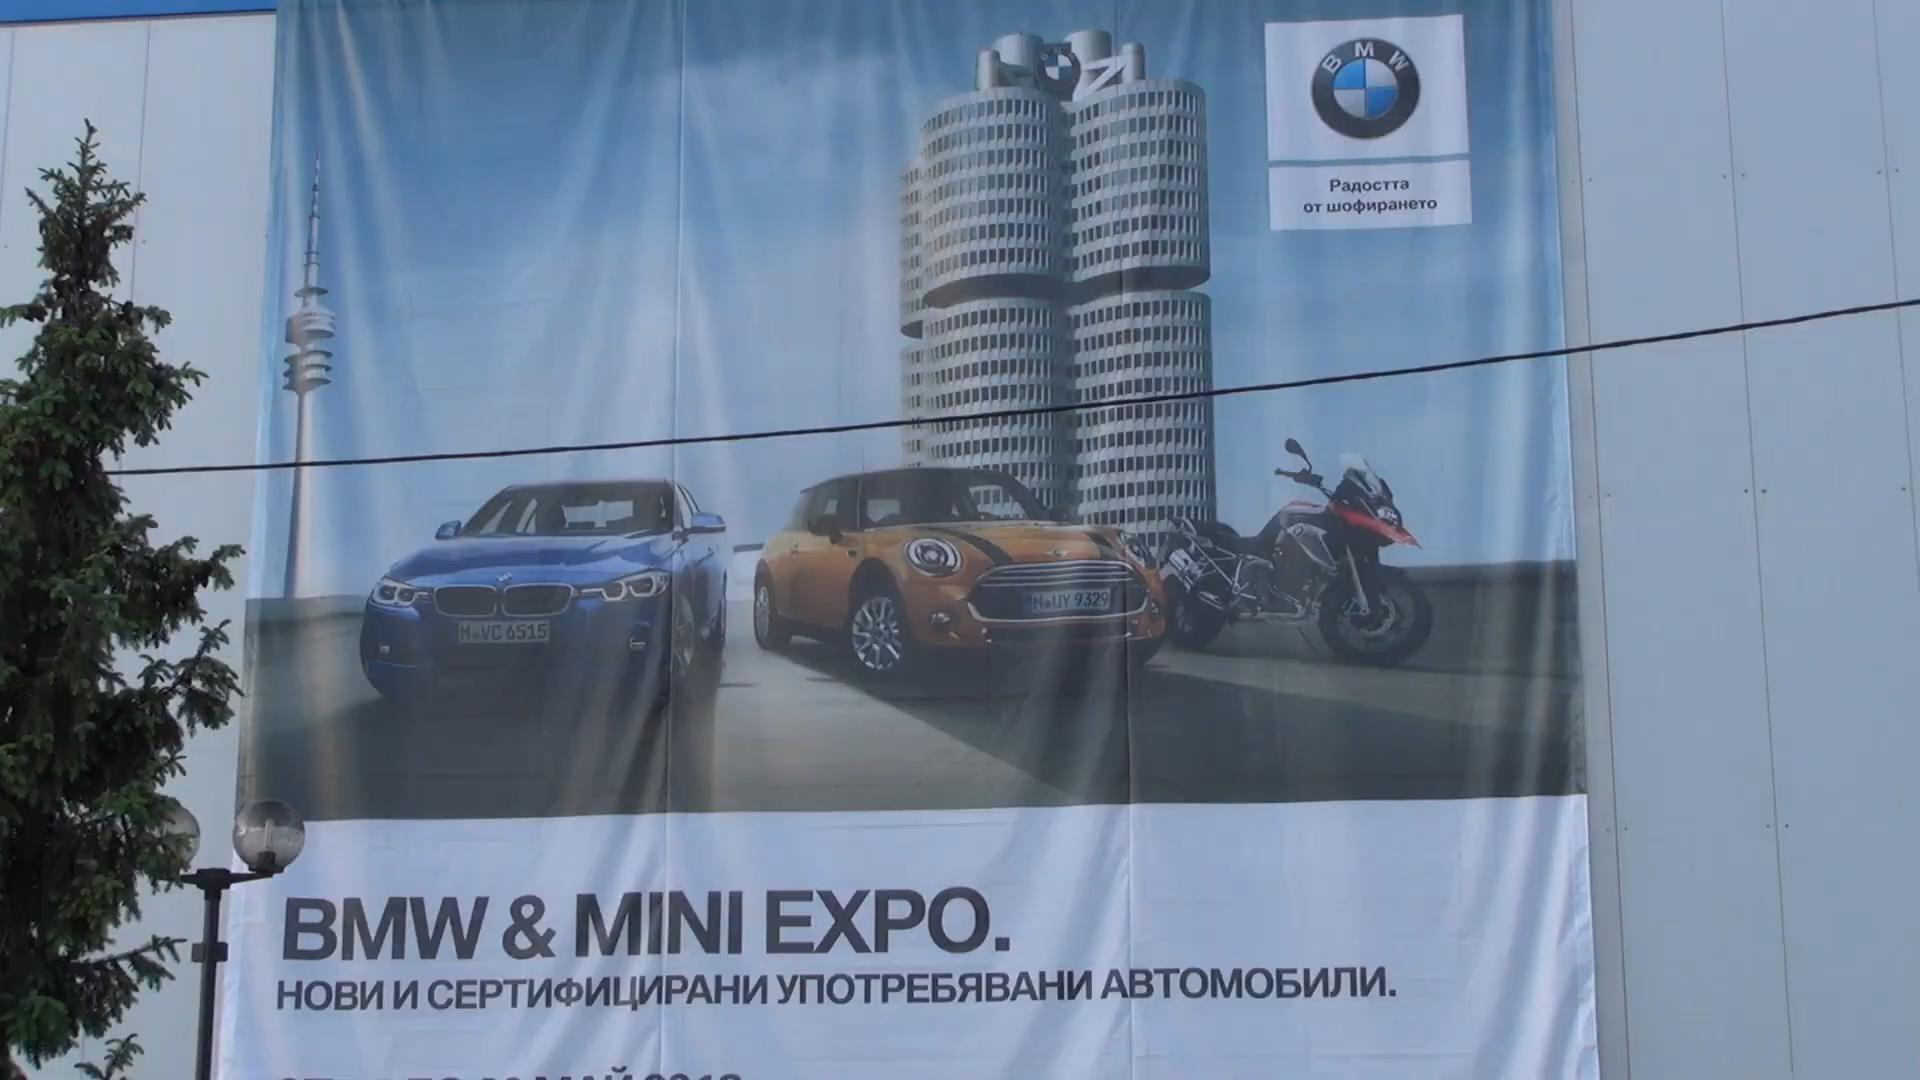 BMW
Радостта
от шофирането
M VC 6515
M UY 9329
BMW & MINI EXPO.
НОВИ И СЕРТИФИЦИРАНИ УПОТРЕБЯВАНИ АВТОМОБИЛИ.